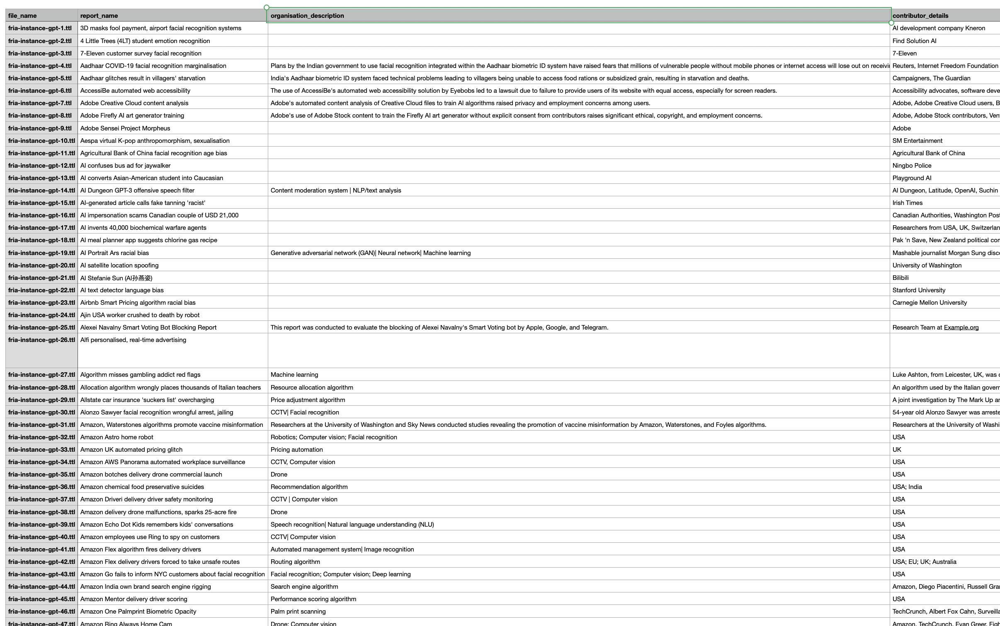 file_name report_name organisation_description contributor_details
fria-instance-gpt-1.ttl 3D masks fool payment, airport facial recognition systems AI development company Kneron
fria-instance-gpt-2.ttl 4 Little Trees (4LT) student emotion recognition Find Solution AI
fria-instance-gpt-3.ttl 7-Eleven customer survey facial recognition 7-Eleven
fria-instance-gpt-4.ttl Aadhaar COVID-19 facial recognition marginalisation Plans by the Indian government to use facial recognition integrated within the Aadhaar biometric ID system have raised fears that millions of vulnerable people without mobile phones or internet access will lose out on receivi Reuters, Internet Freedom Foundation
fria-instance-gpt-5.ttl Aadhaar glitches result in villagers' starvation India's Aadhaar biometric ID system faced technical problems leading to villagers being unable to access food rations or subsidized grain, resulting in starvation and deaths. Campaigners, The Guardian
fria-instance-gpt-6.ttl AccessiBe automated web accessibility The use of AccessiBe's automated web accessibility solution by Eyebobs led to a lawsuit due to failure to provide users of its website with equal access, especially for screen readers. Accessibility advocates, software deve
fria-instance-gpt-7.ttl Adobe Creative Cloud content analysis Adobe's automated content analysis of Creative Cloud files to train AI algorithms raised privacy and employment concerns among users. Adobe, Adobe Creative Cloud users, B
fria-instance-gpt-8.ttl Adobe Firefly AI art generator training Adobe's use of Adobe Stock content to train the Firefly AI art generator without explicit consent from contributors raises significant ethical, copyright, and employment concerns. Adobe, Adobe Stock contributors, Ven
fria-instance-gpt-9.ttl Adobe Sensei Project Morpheus Adobe
fria-instance-gpt-10.ttl Aespa virtual K-pop anthropomorphism, sexualisation SM Entertainment
fria-instance-gpt-11.ttl Agricultural Bank of China facial recognition age bias Agricultural Bank of China
fria-instance-gpt-12.ttl AI confuses bus ad for jaywalker Ningbo Police
fria-instance-gpt-13.ttl AI converts Asian-American student into Caucasian Playground AI
fria-instance-gpt-14.ttl AI Dungeon GPT-3 offensive speech filter Content moderation system | NLP/text analysis AI Dungeon, Latitude, OpenAI, Suchin
fria-instance-gpt-15.ttl AI-generated article calls fake tanning 'racist' Irish Times
fria-instance-gpt-16.ttl AI impersonation scams Canadian couple of USD 21,000 Canadian Authorities, Washington Post
fria-instance-gpt-17.ttl AI invents 40,000 biochemical warfare agents Researchers from USA, UK, Switzerlan
fria-instance-gpt-18.ttl AI meal planner app suggests chlorine gas recipe Pak 'n Save, New Zealand political com
fria-instance-gpt-19.ttl AI Portrait Ars racial bias Generative adversarial network (GAN)| Neural network| Machine learning Mashable journalist Morgan Sung disco
fria-instance-gpt-20.ttl AI satellite location spoofing University of Washington
fria-instance-gpt-21.ttl AI Stefanie Sun (AI孙燕姿) Bilibili
fria-instance-gpt-22.ttl AI text detector language bias Stanford University
fria-instance-gpt-23.ttl Airbnb Smart Pricing algorithm racial bias Carnegie Mellon University
fria-instance-gpt-24.ttl Ajin USA worker crushed to death by robot
fria-instance-gpt-25.ttl Alexei Navalny Smart Voting Bot Blocking Report This report was conducted to evaluate the blocking of Alexei Navalny's Smart Voting bot by Apple, Google, and Telegram. Research Team at Example.org
fria-instance-gpt-26.ttl Alfi personalised, real-time advertising
fria-instance-gpt-27.ttl Algorithm misses gambling addict red flags Machine learning Luke Ashton, from Leicester, UK, was
fria-instance-gpt-28.ttl Allocation algorithm wrongly places thousands of Italian teachers Resource allocation algorithm An algorithm used by the Italian govern
fria-instance-gpt-29.ttl Allstate car insurance 'suckers list' overcharging Price adjustment algorithm A joint investigation by The Mark Up an
fria-instance-gpt-30.ttl Alonzo Sawyer facial recognition wrongful arrest, jailing CCTV| Facial recognition 54-year old Alonzo Sawyer was arreste
fria-instance-gpt-31.ttl Amazon, Waterstones algorithms promote vaccine misinformation Researchers at the University of Washington and Sky News conducted studies revealing the promotion of vaccine misinformation by Amazon, Waterstones, and Foyles algorithms. Researchers at the University of Washi
fria-instance-gpt-32.ttl Amazon Astro home robot Robotics; Computer vision; Facial recognition USA
fria-instance-gpt-33.ttl Amazon UK automated pricing glitch Pricing automation UK
fria-instance-gpt-34.ttl Amazon AWS Panorama automated workplace surveillance CCTV, Computer vision USA
fria-instance-gpt-35.ttl Amazon botches delivery drone commercial launch Drone USA
fria-instance-gpt-36.ttl Amazon chemical food preservative suicides Recommendation algorithm USA; India
fria-instance-gpt-37.ttl Amazon Driveri delivery driver safety monitoring CCTV | Computer vision USA
fria-instance-gpt-38.ttl Amazon delivery drone malfunctions, sparks 25-acre fire Drone USA
fria-instance-gpt-39.ttl Amazon Echo Dot Kids remembers kids' conversations Speech recognition| Natural language understanding (NLU) USA
fria-instance-gpt-40.ttl Amazon employees use Ring to spy on customers CCTV| Computer vision USA
fria-instance-gpt-41.ttl Amazon Flex algorithm fires delivery drivers Automated management system| Image recognition USA
fria-instance-gpt-42.ttl Amazon Flex delivery drivers forced to take unsafe routes Routing algorithm USA; EU; UK; Australia
fria-instance-gpt-43.ttl Amazon Go fails to inform NYC customers about facial recognition Facial recognition; Computer vision; Deep learning USA
fria-instance-gpt-44.ttl Amazon India own brand search engine rigging Search engine algorithm Amazon, Diego Piacentini, Russell Gra
fria-instance-gpt-45.ttl Amazon Mentor delivery driver scoring Performance scoring algorithm USA
fria-instance-gpt-46.ttl Amazon One Palmprint Biometric Opacity Palm print scanning TechCrunch, Albert Fox Cahn, Surveilla
fria-instance-gpt-47.ttl Amazon Ring Always Home Cam Drone; Computer vision Amazon, TechCrunch, Evan Greer, Figh